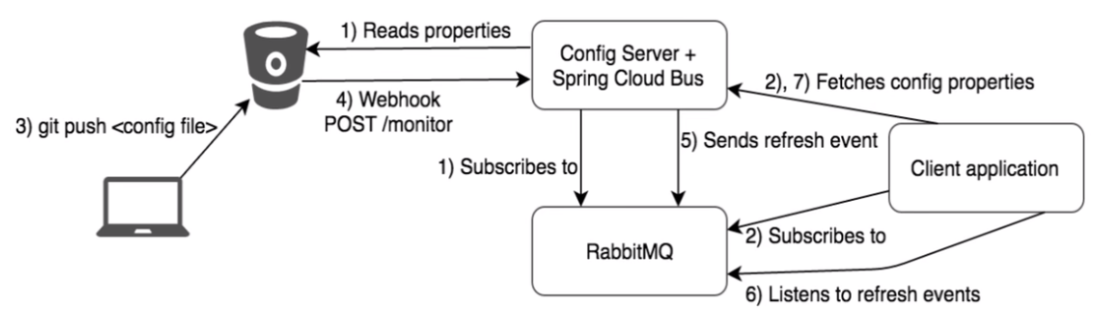 1) Reads properties
Config Server +
Spring Cloud Bus
2), 7) Fetches config properties
4) Webhook
POST /monitor
3) git push <config file>
5) Sends refresh event
1) Subscribes to
Client application
RabbitMQ
2) Subscribes to
6) Listens to refresh events